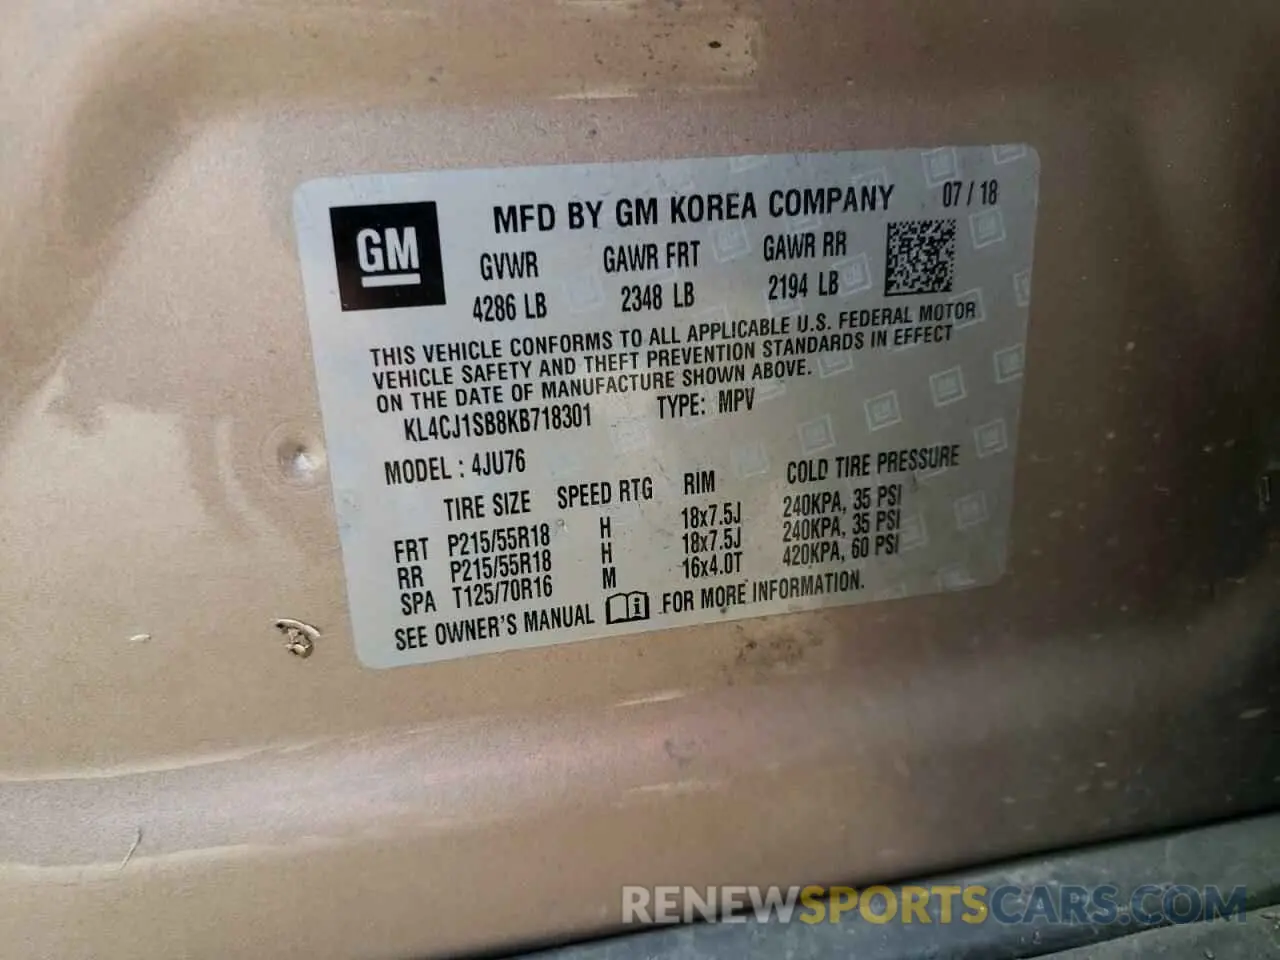 MFD BY GM KOREA COMPANY 07 / 18
GM
GVWR GAWR FRT GAWR RR
4286 LB 2348 LB 2194 LB
THIS VEHICLE CONFORMS TO ALL APPLICABLE U.S. FEDERAL MOTOR
VEHICLE SAFETY AND THEFT PREVENTION STANDARDS IN EFFECT
ON THE DATE OF MANUFACTURE SHOWN ABOVE.
KL4CJ1SB8KB718301 TYPE: MPV
MODEL : 4JU76
TIRE SIZE SPEED RTG RIM COLD TIRE PRESSURE
FRT P215/55R18 H 18x7.5J 240KPA, 35 PSI
RR P215/55R18 H 18x7.5J 240KPA, 35 PSI
SPA T125/70R16 M 16x4.0T 420KPA, 60 PSI
SEE OWNER'S MANUAL FOR MORE INFORMATION.
RENEWSPORTSCARS.COM